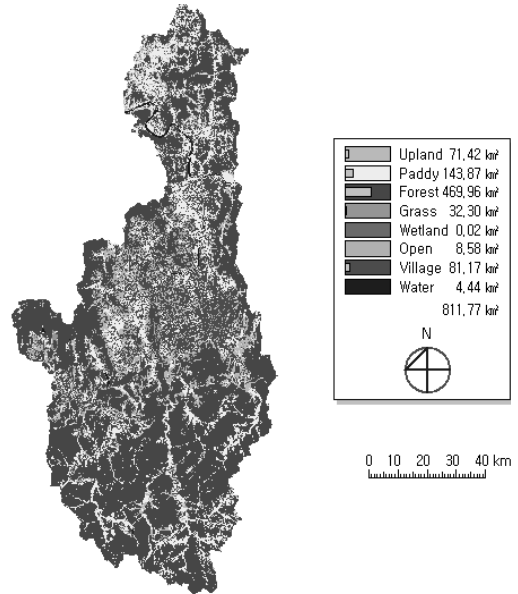 Upland 71,42 km²
Paddy 143,87 km²
Forest 469,96 km²
Grass 32,30 km²
Wetland 0,02 km²
Open 8,58 km²
Village 81,17 km²
Water 4,44 km²
811,77 km²
N
0 10 20 30 40 km